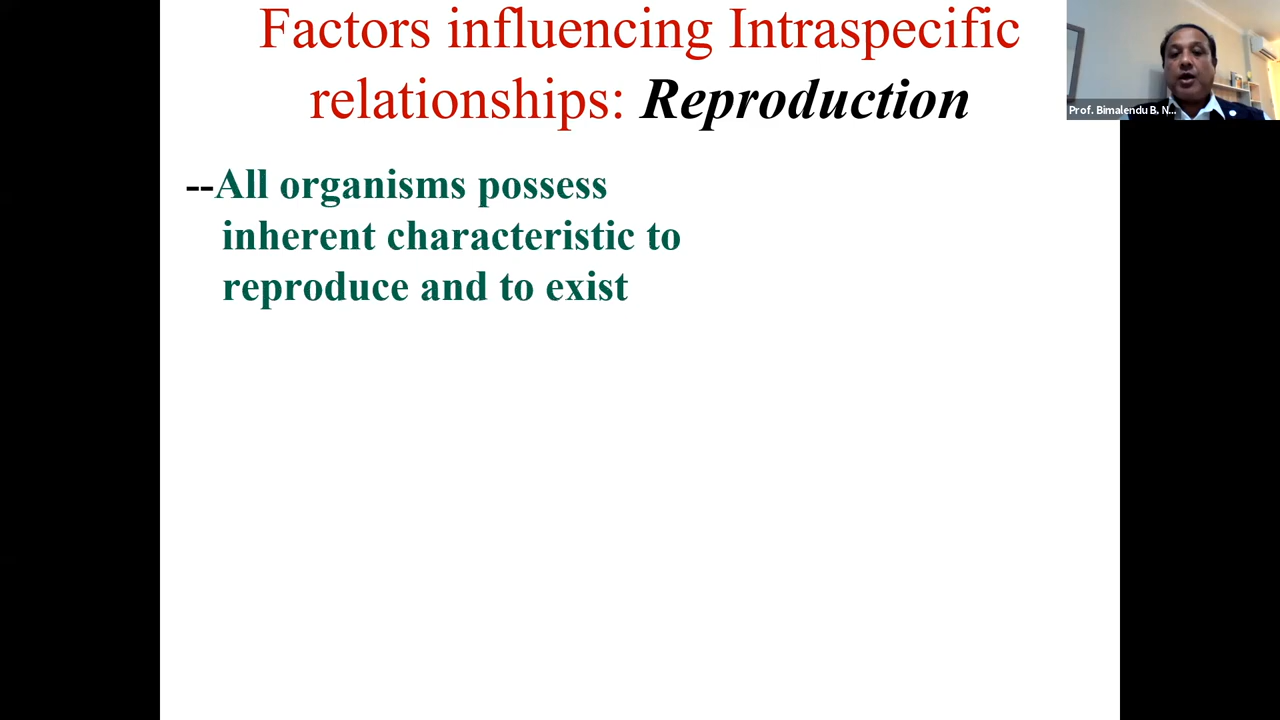 Factors influencing Intraspecific
relationships: Reproduction
Prof. Bimalendu B. N...
--All organisms possess
inherent characteristic to
reproduce and to exist